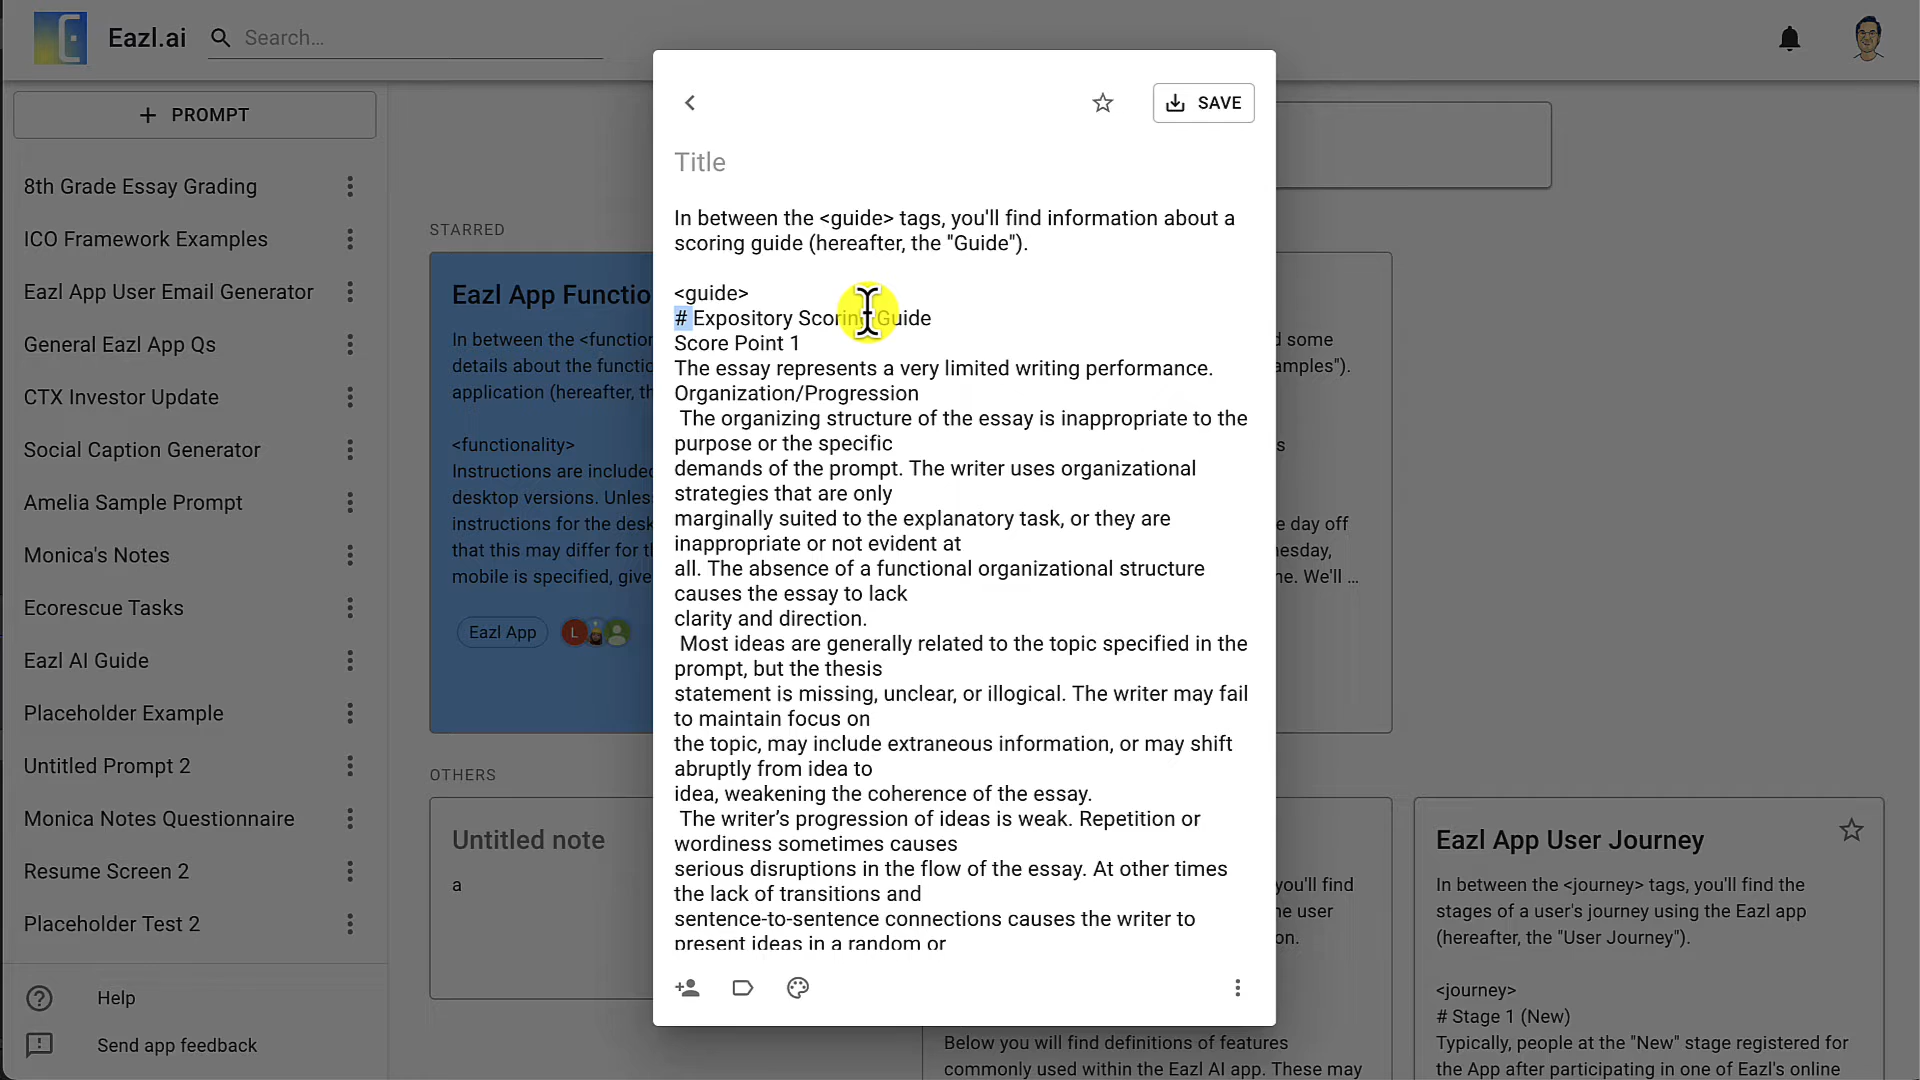 Eazl.ai
Search...
PROMPT
8th Grade Essay Grading
ICO Framework Examples
Eazl App User Email Generator
General Eazl App Qs
CTX Investor Update
Social Caption Generator
Amelia Sample Prompt
Monica's Notes
Ecorescue Tasks
Eazl AI Guide
Placeholder Example
Untitled Prompt 2
Monica Notes Questionnaire
Resume Screen 2
Placeholder Test 2
Help
Send app feedback
STARRED
Eazl App Functio
In between the <function
details about the functio
application (hereafter, th
<functionality>
Instructions are included
desktop versions. Unles
instructions for the desk
that this may differ for t
mobile is specified, give
Eazl App
L
OTHERS
Untitled note
a
SAVE
Title
In between the <guide> tags, you'll find information about a
scoring guide (hereafter, the "Guide").
<guide>
# Expository Scoring Guide
Score Point 1
The essay represents a very limited writing performance.
Organization/Progression
The organizing structure of the essay is inappropriate to the
purpose or the specific
demands of the prompt. The writer uses organizational
strategies that are only
marginally suited to the explanatory task, or they are
inappropriate or not evident at
all. The absence of a functional organizational structure
causes the essay to lack
clarity and direction.
Most ideas are generally related to the topic specified in the
prompt, but the thesis
statement is missing, unclear, or illogical. The writer may fail
to maintain focus on
the topic, may include extraneous information, or may shift
abruptly from idea to
idea, weakening the coherence of the essay.
The writer’s progression of ideas is weak. Repetition or
wordiness sometimes causes
serious disruptions in the flow of the essay. At other times
the lack of transitions and
sentence-to-sentence connections causes the writer to
present ideas in a random or
d some
amples").
s
e day off
nesday,
ne. We'll ...
you'll find
he user
on.
Below you will find definitions of features
commonly used within the Eazl AI app. These may
Eazl App User Journey
In between the <journey> tags, you'll find the
stages of a user's journey using the Eazl app
(hereafter, the "User Journey").
<journey>
# Stage 1 (New)
Typically, people at the "New" stage registered for
the App after participating in one of Eazl's online